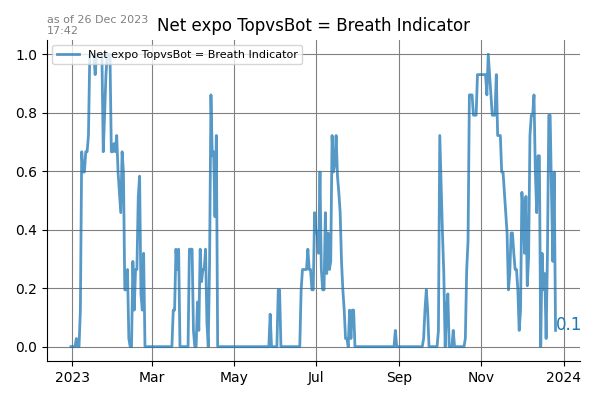 as of 26 Dec 2023
17:42
Net expo TopvsBot = Breath Indicator
Net expo TopvsBot = Breath Indicator
1.0
0.8
0.6
0.4
0.2
0.0
0.1
2023 Mar May Jul Sep Nov 2024